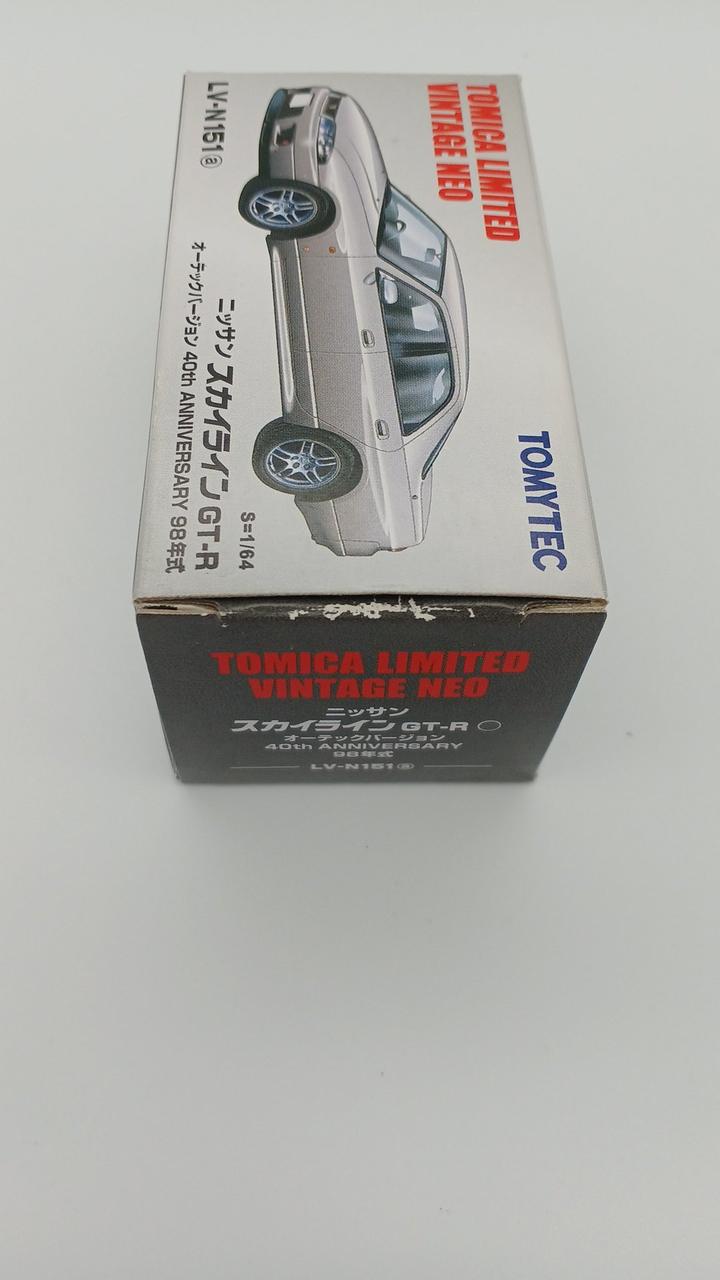 TOMICA LIMITED
VINTAGE NEO
TOMYTEC
LV-N151ⓐ
S=1/64
ニッサン スカイライン GT-R
オーテックバージョン 40th ANNIVERSARY 98年式
TOMICA LIMITED
VINTAGE NEO
ニッサン
スカイライン GT-R ○
オーテックバージョン
40th ANNIVERSARY
98年式
LV-N151ⓐ